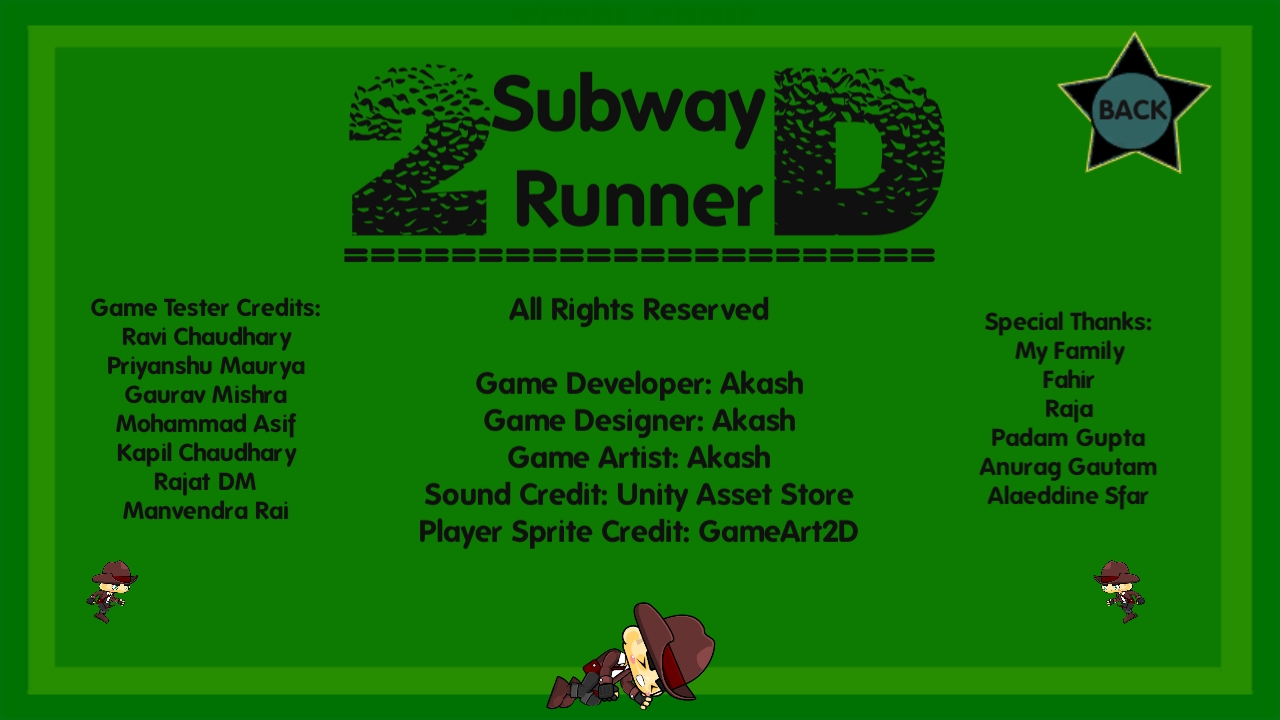 2 Subway D
Runner
======================
BACK
Game Tester Credits:
Ravi Chaudhary
Priyanshu Maurya
Gaurav Mishra
Mohammad Asif
Kapil Chaudhary
Rajat DM
Manvendra Rai
All Rights Reserved
Game Developer: Akash
Game Designer: Akash
Game Artist: Akash
Sound Credit: Unity Asset Store
Player Sprite Credit: GameArt2D
Special Thanks:
My Family
Fahir
Raja
Padam Gupta
Anurag Gautam
Alaeddine Sfar